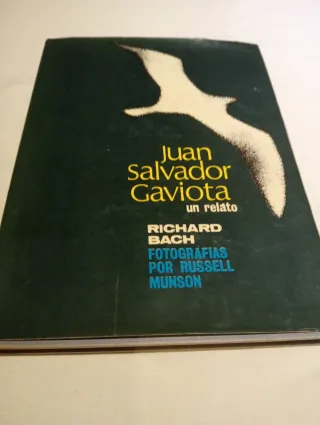 Juan
Salvador
Gaviota
un relato
RICHARD
BACH
FOTOGRAFIAS
POR RUSSELL
MUNSON